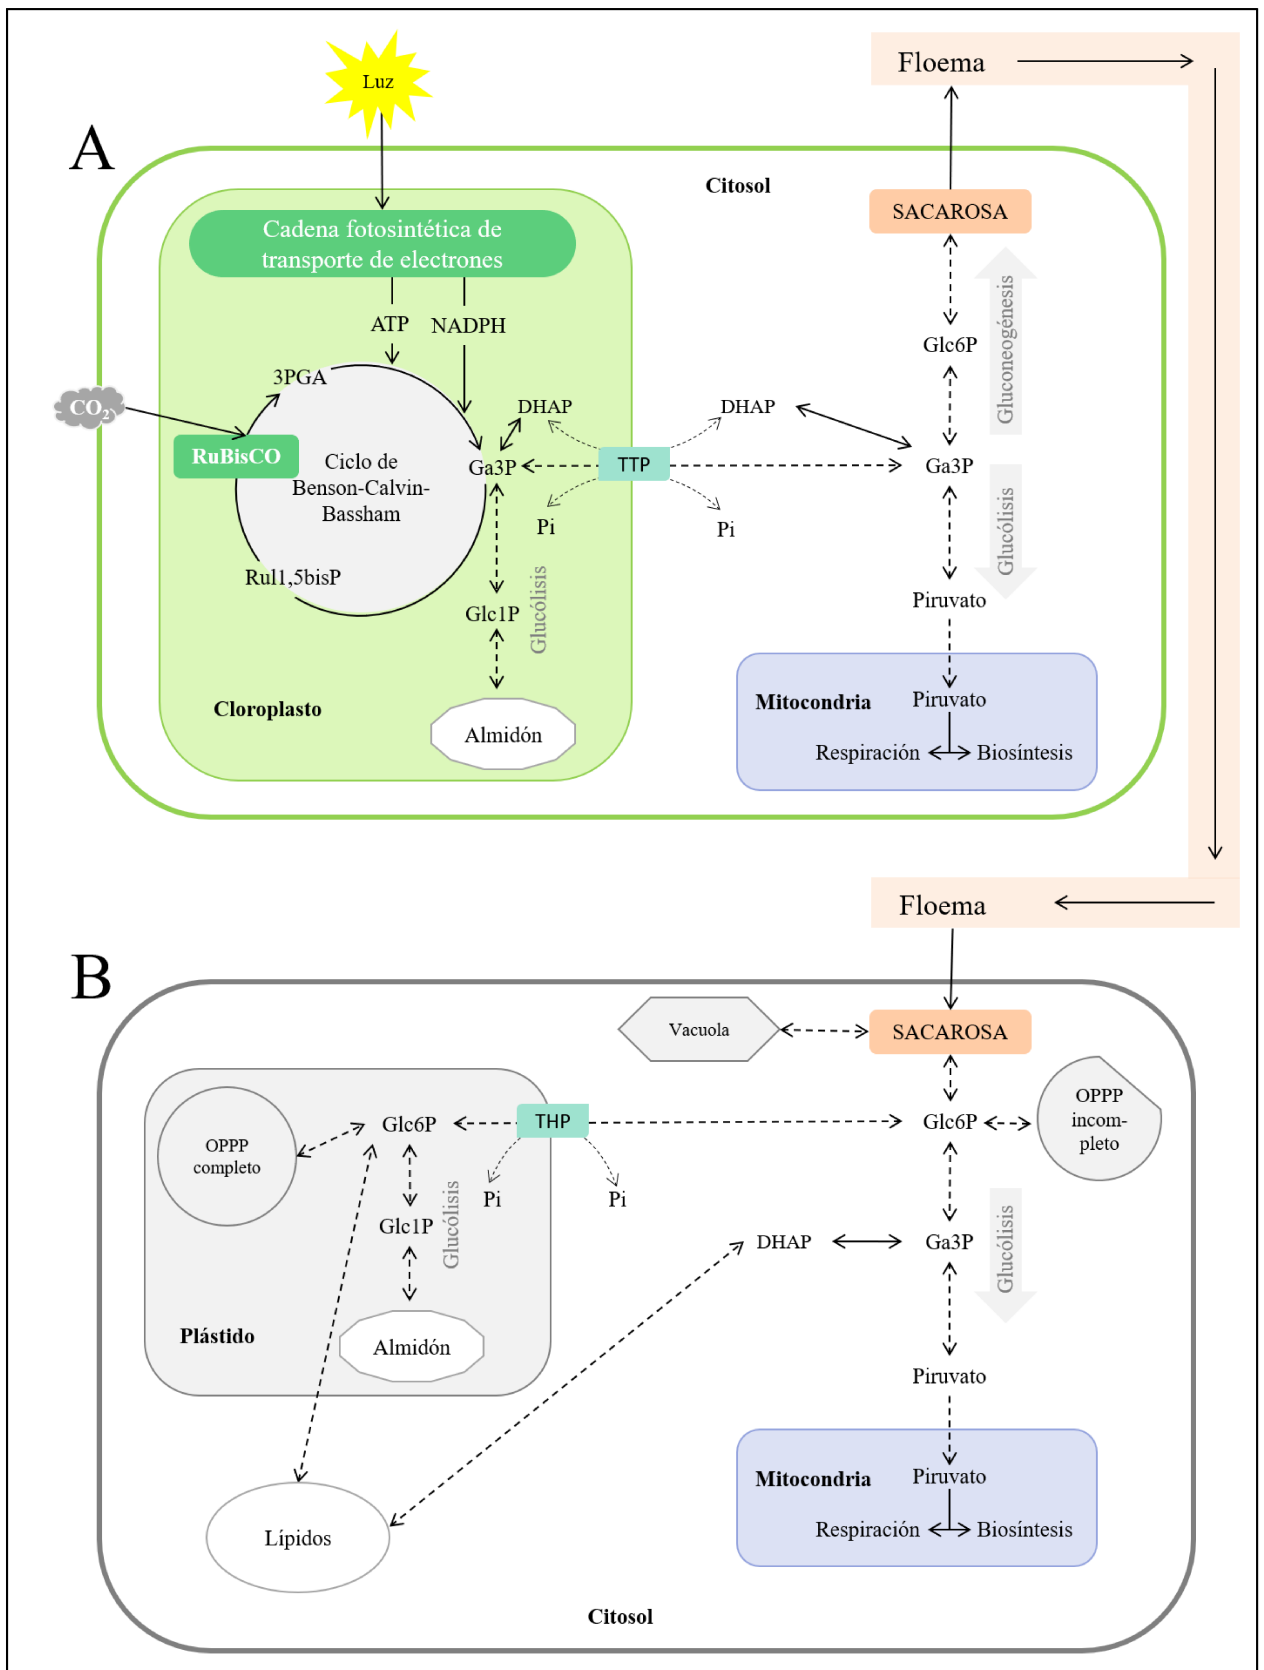 Floema
Luz
A
Citosol
SACAROSA
Cadena fotosintética de
transporte de electrones
Gluconeogénesis
ATP
NADPH
Glc6P
3PGA
CO2
DHAP
DHAP
RuBisCO
Ciclo de
Benson-Calvin-
Bassham
Ga3P
TTP
Ga3P
Pi
Pi
Glucólisis
Rul1,5bisP
Glucólisis
Glc1P
Piruvato
Cloroplasto
Almidón
Mitocondria
Piruvato
Respiración
Biosíntesis
Floema
B
Vacuola
SACAROSA
OPPP
incom-
pleto
OPPP
completo
Glc6P
THP
Glc6P
Pi
Pi
Glucólisis
Glc1P
DHAP
Ga3P
Glucólisis
Plástido
Almidón
Piruvato
Mitocondria
Piruvato
Respiración
Biosíntesis
Lípidos
Citosol